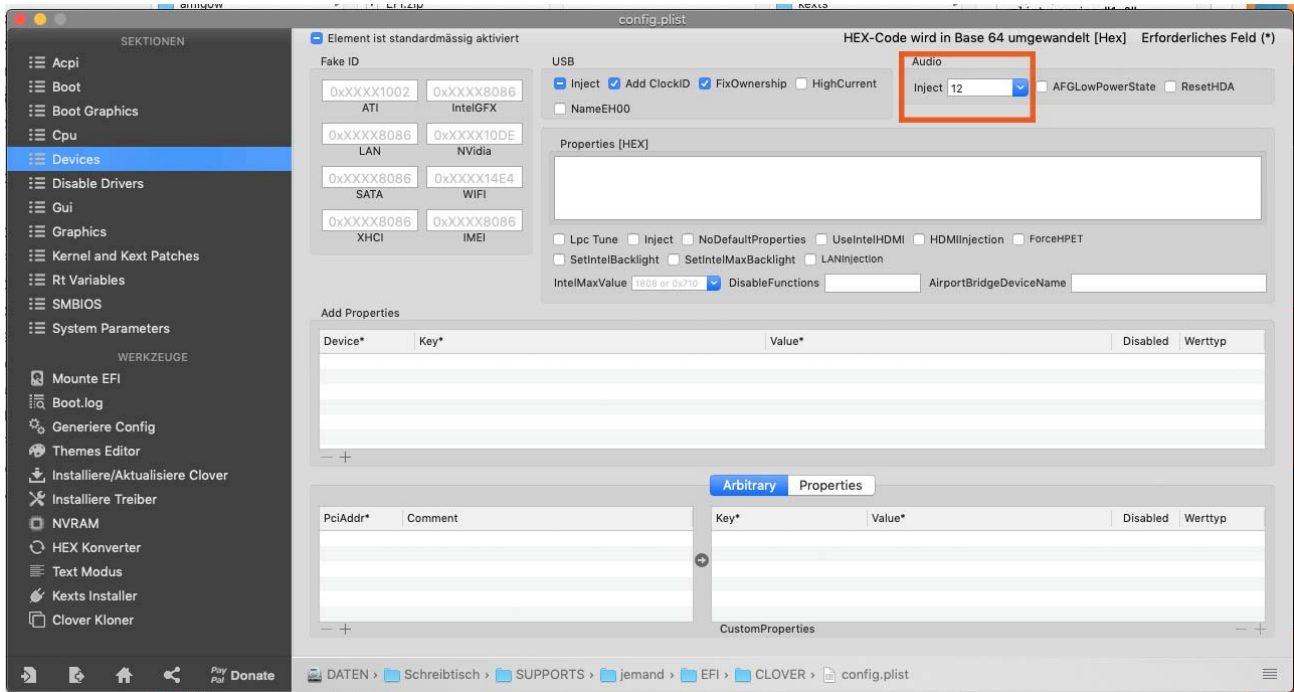 EFI.zip
config.plist
SEKTIONEN
Acpi
Boot
Boot Graphics
Cpu
Devices
Disable Drivers
Gui
Graphics
Kernel and Kext Patches
Rt Variables
SMBIOS
System Parameters
WERKZEUGE
Mounte EFI
Boot.log
Generiere Config
Themes Editor
Installiere/Aktualisiere Clover
Installiere Treiber
NVRAM
HEX Konverter
Text Modus
Kexts Installer
Clover Kloner
Pay Pal Donate
Element ist standardmässig aktiviert
HEX-Code wird in Base 64 umgewandelt [Hex] Erforderliches Feld (*)
Fake ID
0xXXXX1002 0xXXXX8086
ATI IntelGFX
0xXXXX8086 0xXXXX10DE
LAN NVidia
0xXXXX8086 0xXXXX14E4
SATA WIFI
0xXXXX8086 0xXXXX8086
XHCI IMEI
USB
Inject Add ClockID FixOwnership HighCurrent
NameEH00
Audio
Inject 12 AFGLowPowerState ResetHDA
Properties [HEX]
Lpc Tune Inject NoDefaultProperties UseIntelHDMI HDMIInjection ForceHPET
SetIntelBacklight SetIntelMaxBacklight LANInjection
IntelMaxValue 1808 or 0x710 DisableFunctions AirportBridgeDeviceName
Add Properties
Device* Key* Value* Disabled Werttyp
Arbitrary Properties
PciAddr* Comment
Key* Value* Disabled Werttyp
CustomProperties
DATEN › Schreibtisch › SUPPORTS › jemand › EFI › CLOVER › config.plist